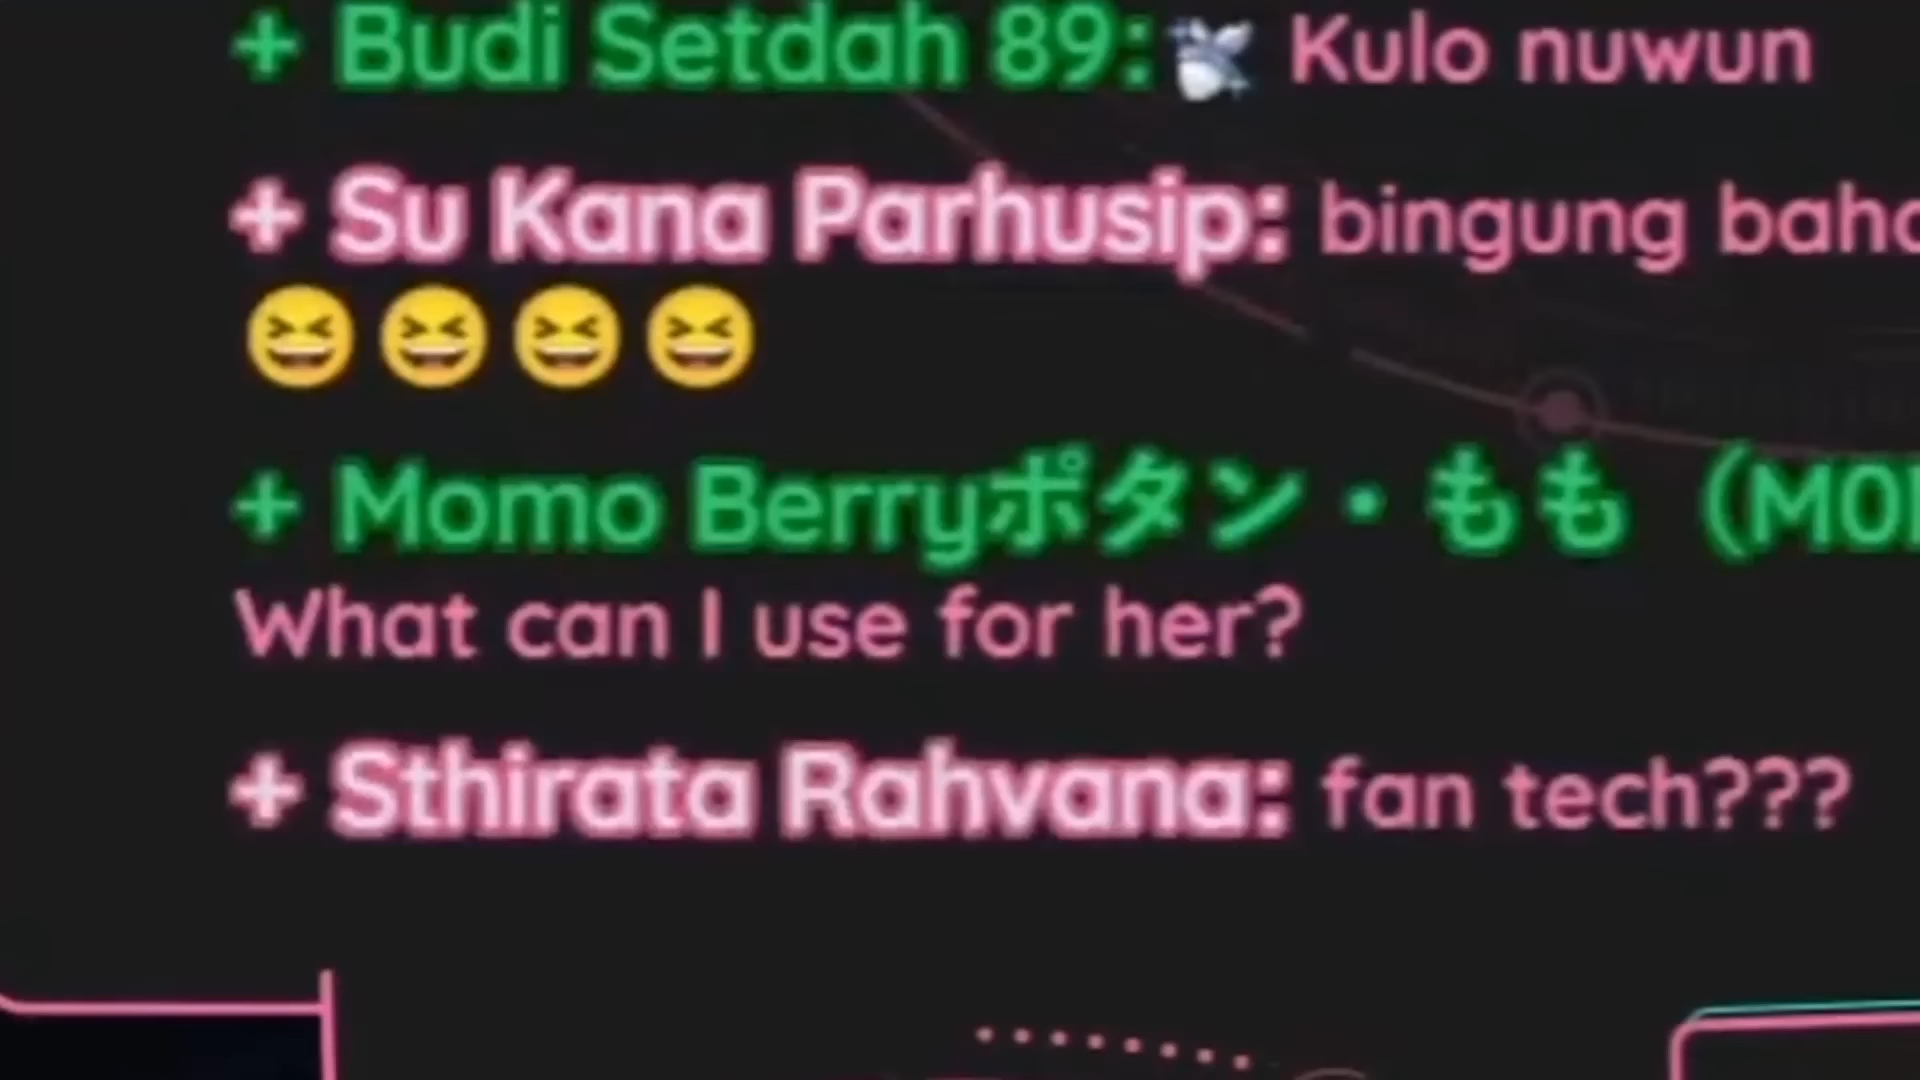 + Budi Setdah 89: Kulo nuwun
+ Su Kana Parhusip: bingung
😆😆😆😆
+ Momo Berryポタン・もも
What can I use for her?
+ Sthirata Rahvana: fan tech???